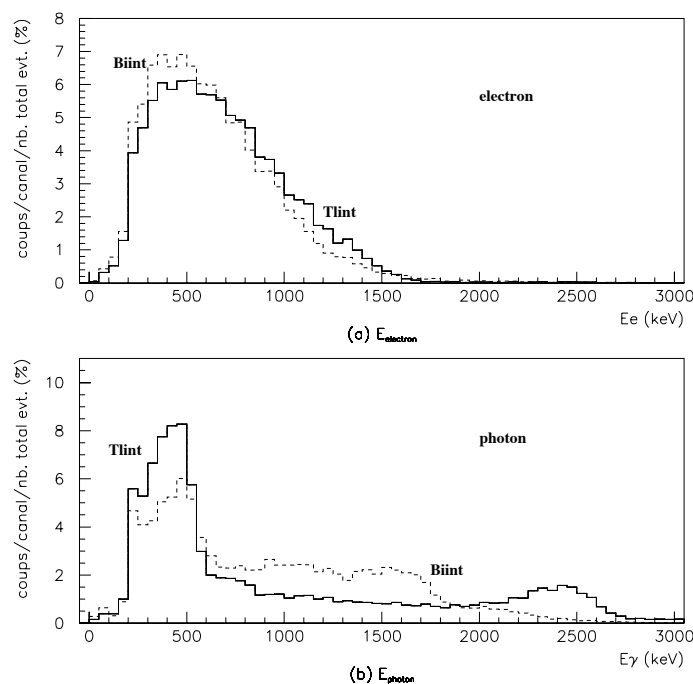 8
7
6
5
4
3
2
1
0
coups/canal/nb. total evt. (%)
Biint
electron
Tlint
0 500 1000 1500 2000 2500 3000
Ee (keV)
(a) Eelectron
10
8
6
4
2
0
coups/canal/nb. total evt. (%)
Tlint
photon
Biint
0 500 1000 1500 2000 2500 3000
Eγ (keV)
(b) Ephoton